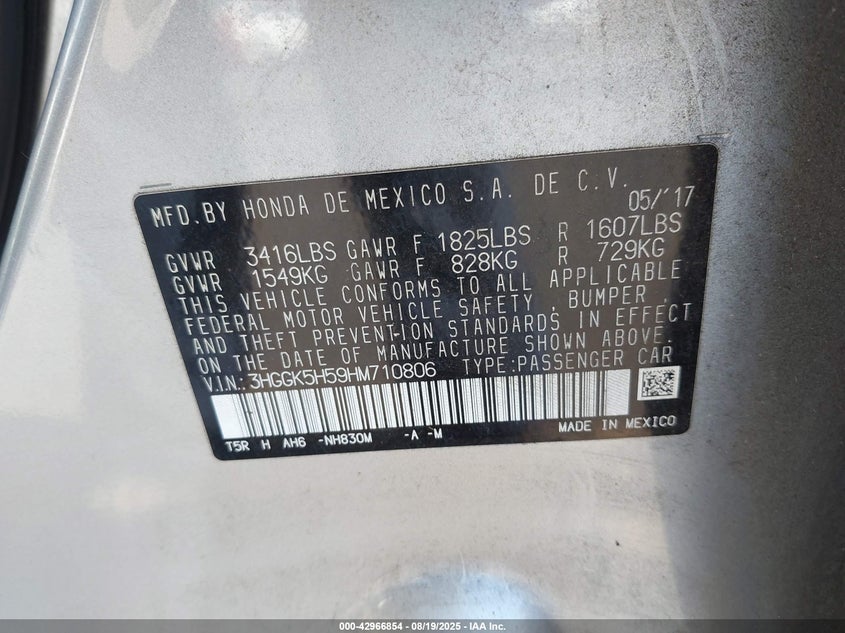 MFD.BY HONDA DE MEXICO S.A. DE C.V. 05/'17
GVWR 3416LBS GAWR F 1825LBS R 1607LBS
GVWR 1549KG GAWR F 828KG R 729KG
THIS VEHICLE CONFORMS TO ALL APPLICABLE
FEDERAL MOTOR VEHICLE SAFETY, BUMPER,
AND THEFT PREVENTION STANDARDS IN EFFECT
ON THE DATE OF MANUFACTURE SHOWN ABOVE.
V.I.N.: 3HGGK5H59HM710806 TYPE:PASSENGER CAR
T5R H AH6 -NH830M -A -M MADE IN MEXICO
000-42966854 - 08/19/2025 - IAA Inc.